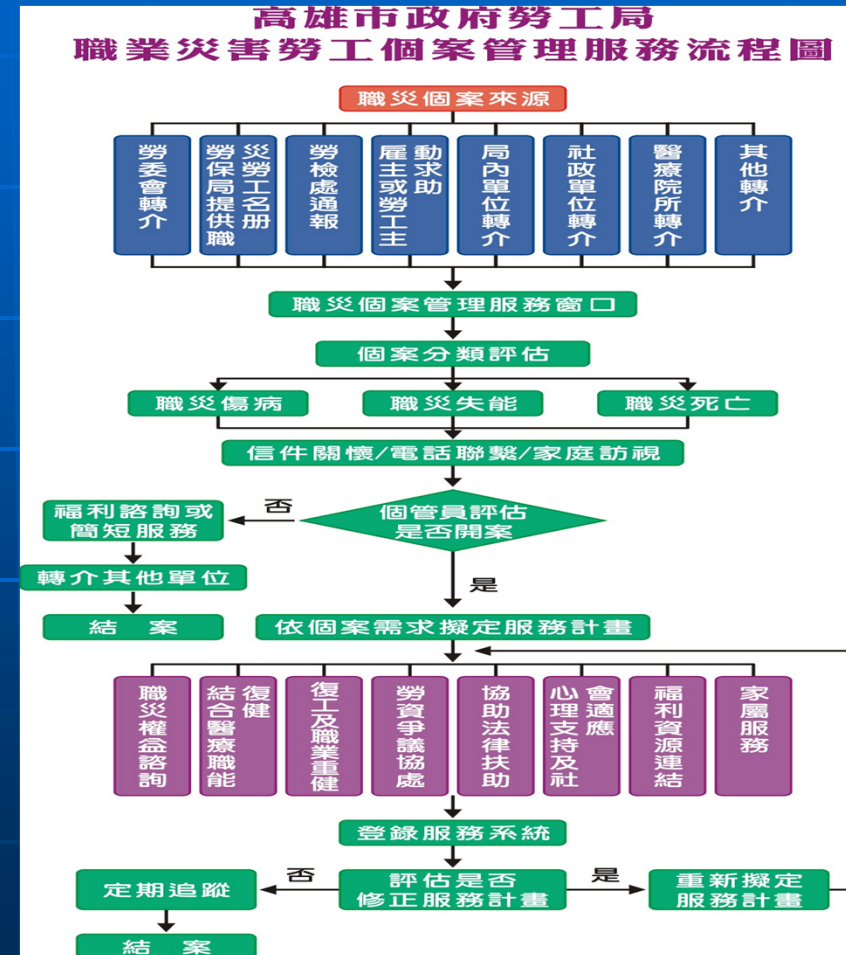 高雄市政府勞工局
職業災害勞工個案管理服務流程圖
職災個案來源
勞委會轉介
勞保局提供職
災勞工名册
勞檢處通報
雇主或勞工主
動求助
局內單位轉介
社政單位轉介
醫療院所轉介
其他轉介
職災個案管理服務窗口
個案分類評估
職災傷病
職災失能
職災死亡
信件關懷/電話聯繫/家庭訪視
個管員評估
是否開案
否
福利諮詢或
簡短服務
轉介其他單位
結 案
是
依個案需求擬定服務計畫
職災權益諮詢
結合醫療職能
復健
復工及職業重健
勞資爭議協處
協助法律扶助
心理支持及社
會適應
福利資源連結
家屬服務
登錄服務系統
評估是否
修正服務計畫
否
定期追蹤
結 案
是
重新擬定
服務計畫